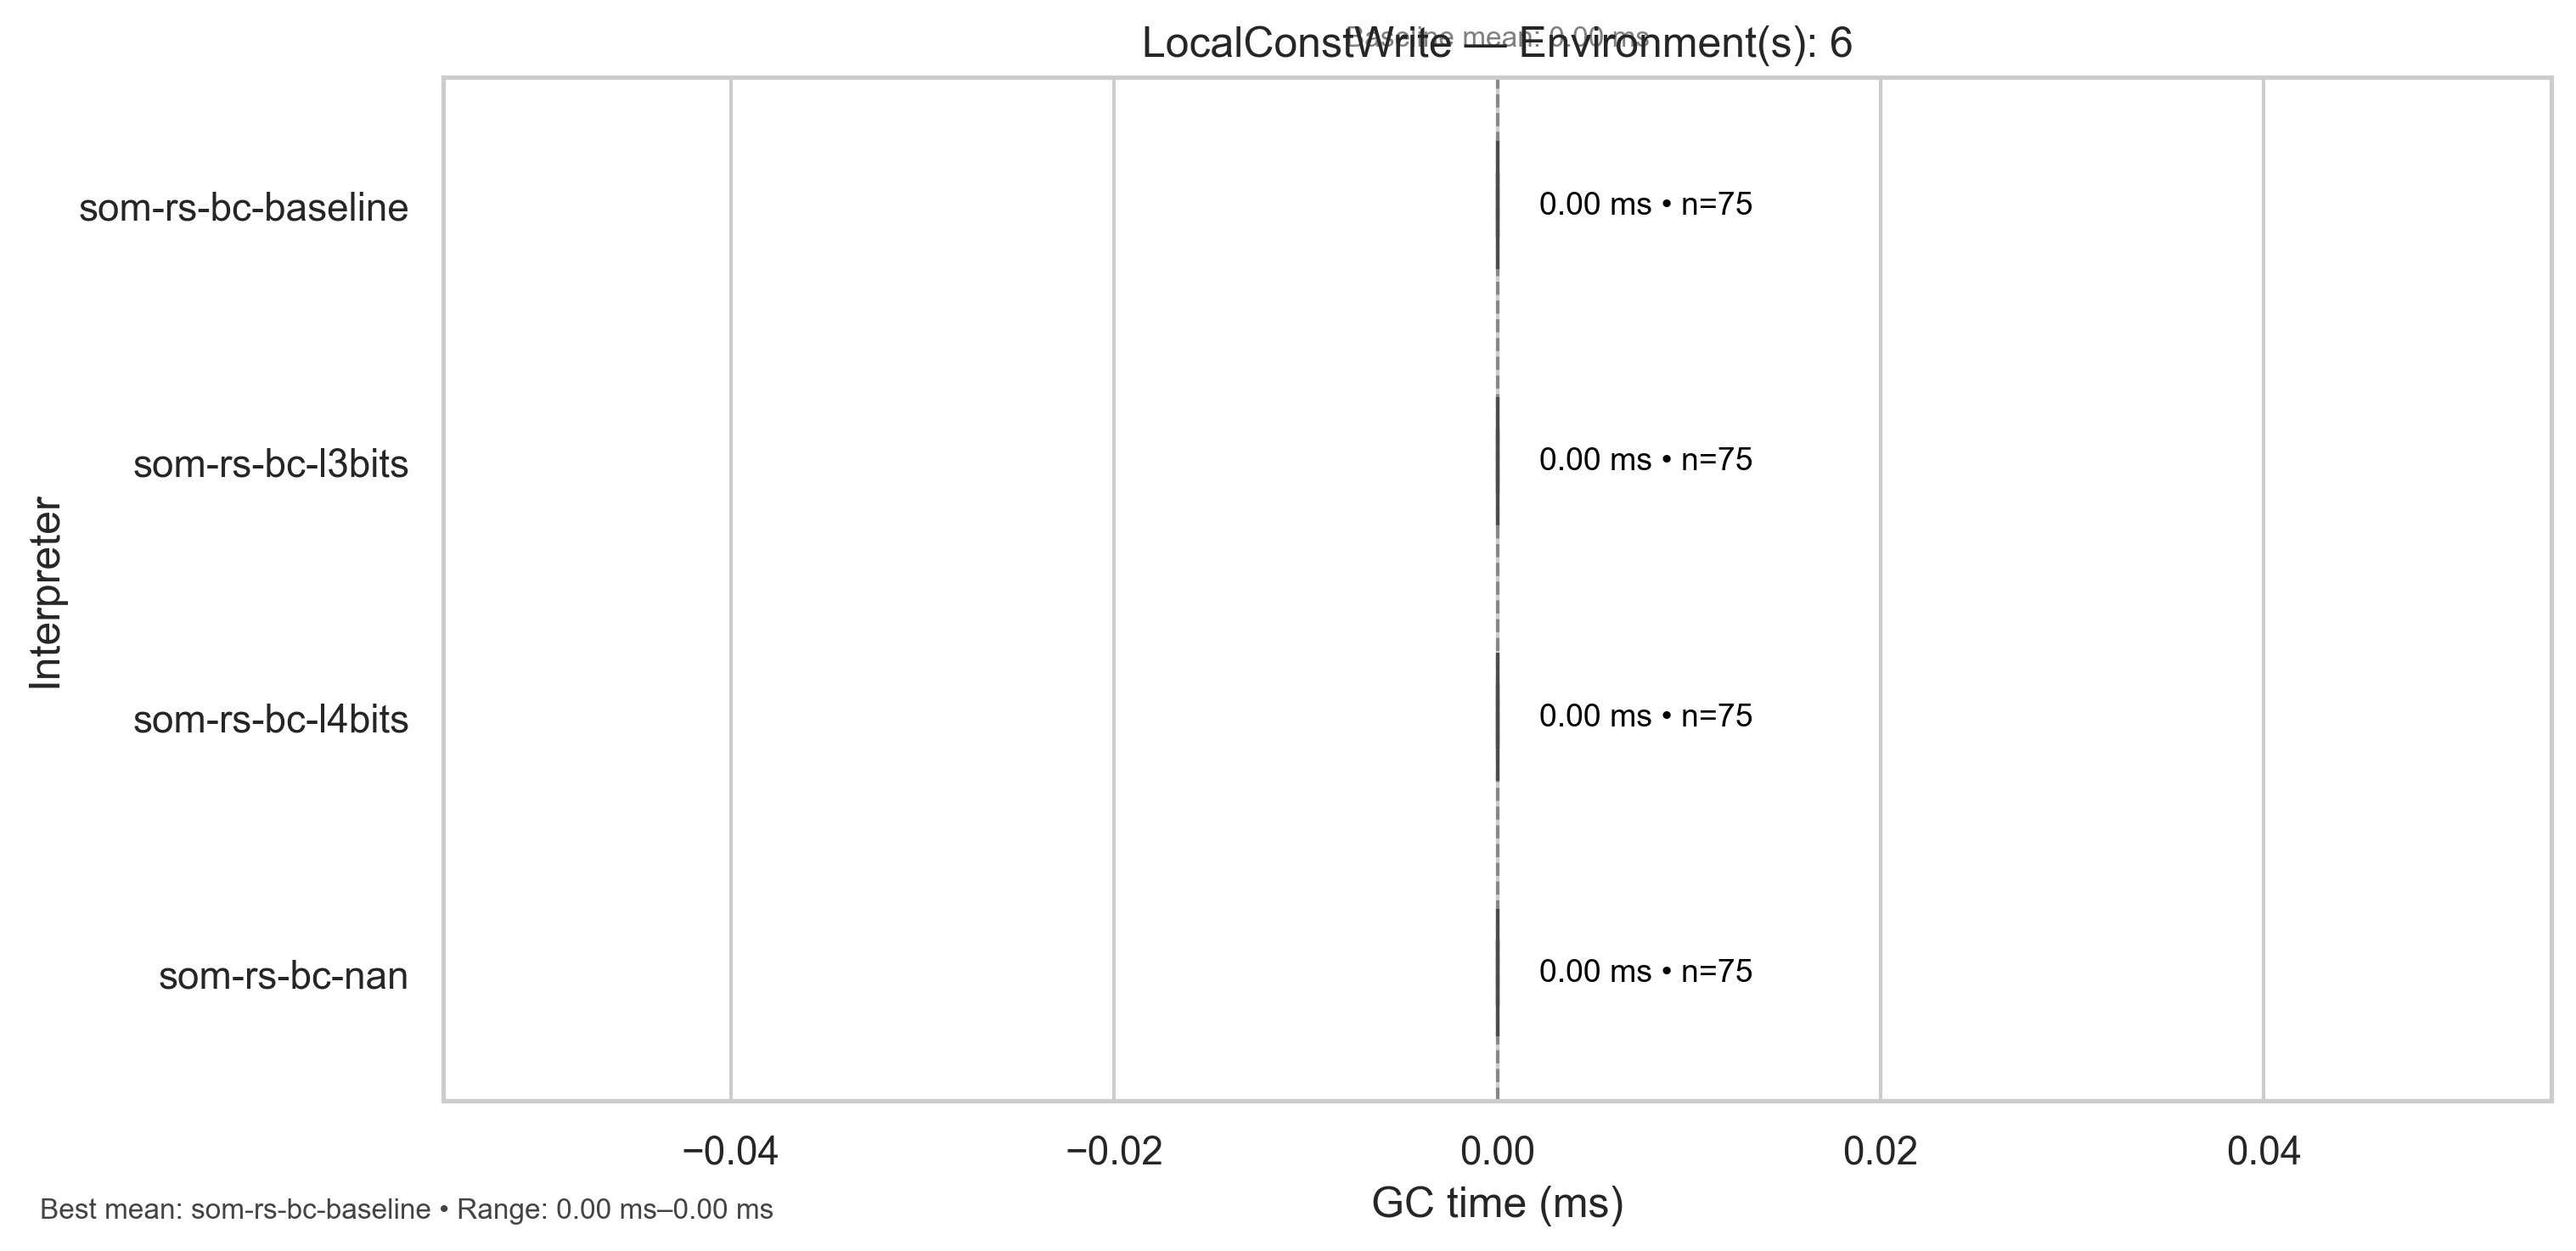 Baseline mean: 0.00 ms
LocalConstWrite — Environment(s): 6
som-rs-bc-baseline
0.00 ms • n=75
som-rs-bc-l3bits
0.00 ms • n=75
som-rs-bc-l4bits
0.00 ms • n=75
som-rs-bc-nan
0.00 ms • n=75
Interpreter
−0.04
−0.02
0.00
0.02
0.04
GC time (ms)
Best mean: som-rs-bc-baseline • Range: 0.00 ms–0.00 ms